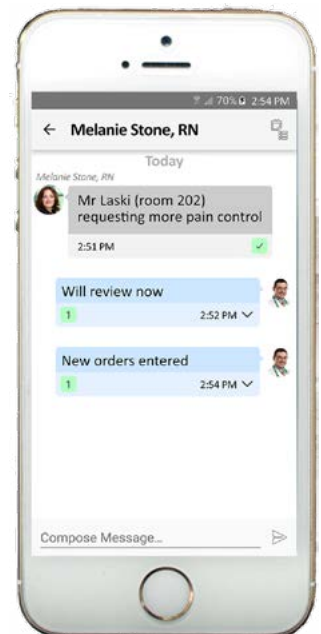 70% 2:54 PM
← Melanie Stone, RN
Today
Melanie Stone, RN
Mr Laski (room 202)
requesting more pain control
2:51 PM
Will review now
1 2:52 PM
New orders entered
1 2:54 PM
Compose Message...